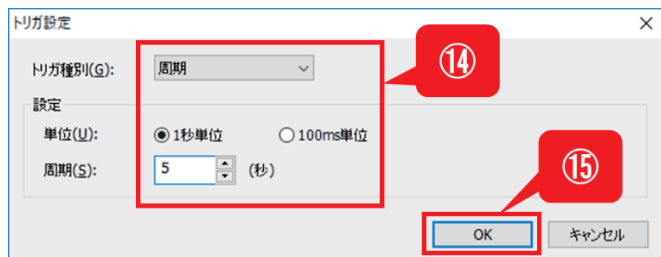 トリガ設定
トリガ種別(G): 周期
⑭
設定
単位(U): 1秒単位 100ms単位
周期(S): 5 (秒)
⑮
OK キャンセル